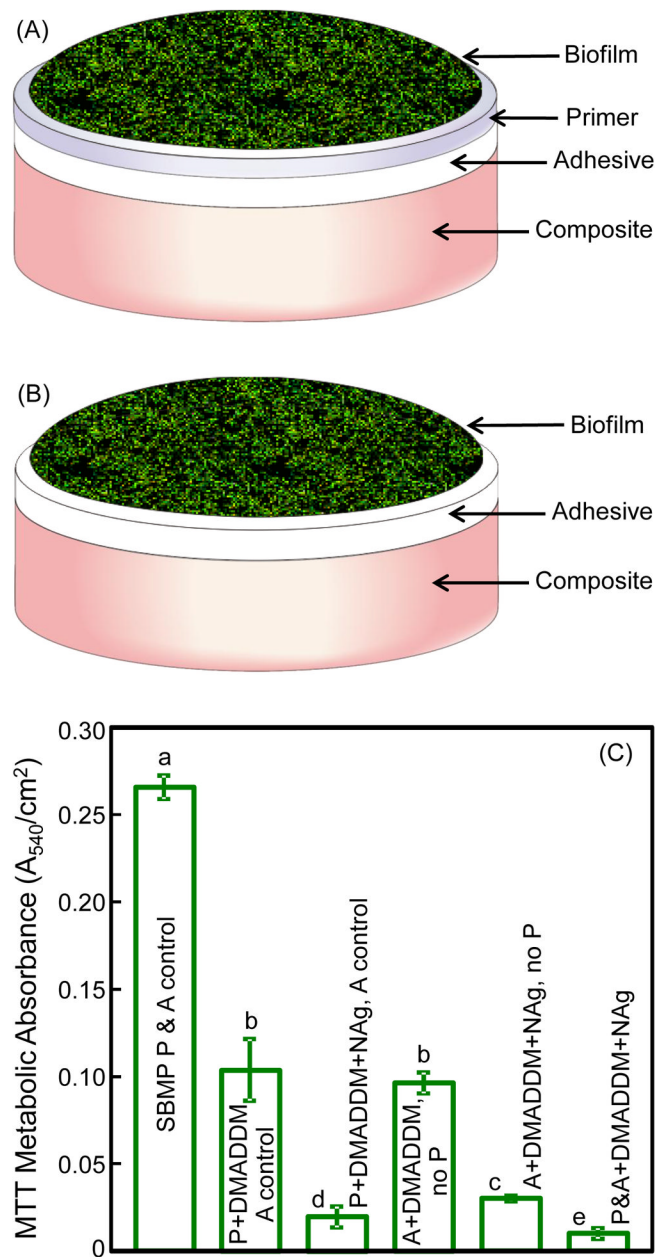 (A)
Biofilm
Primer
Adhesive
Composite
(B)
Biofilm
Adhesive
Composite
(C)
MTT Metabolic Absorbance (A540/cm2)
0.30
0.25
0.20
0.15
0.10
0.05
0
a
SBMP P & A control
b
P+DMADDM,
A control
d
P+DMADDM+NAg, A control
b
A+DMADDM,
no P
c
A+DMADDM+NAg, no P
e
P&A+DMADDM+NAg